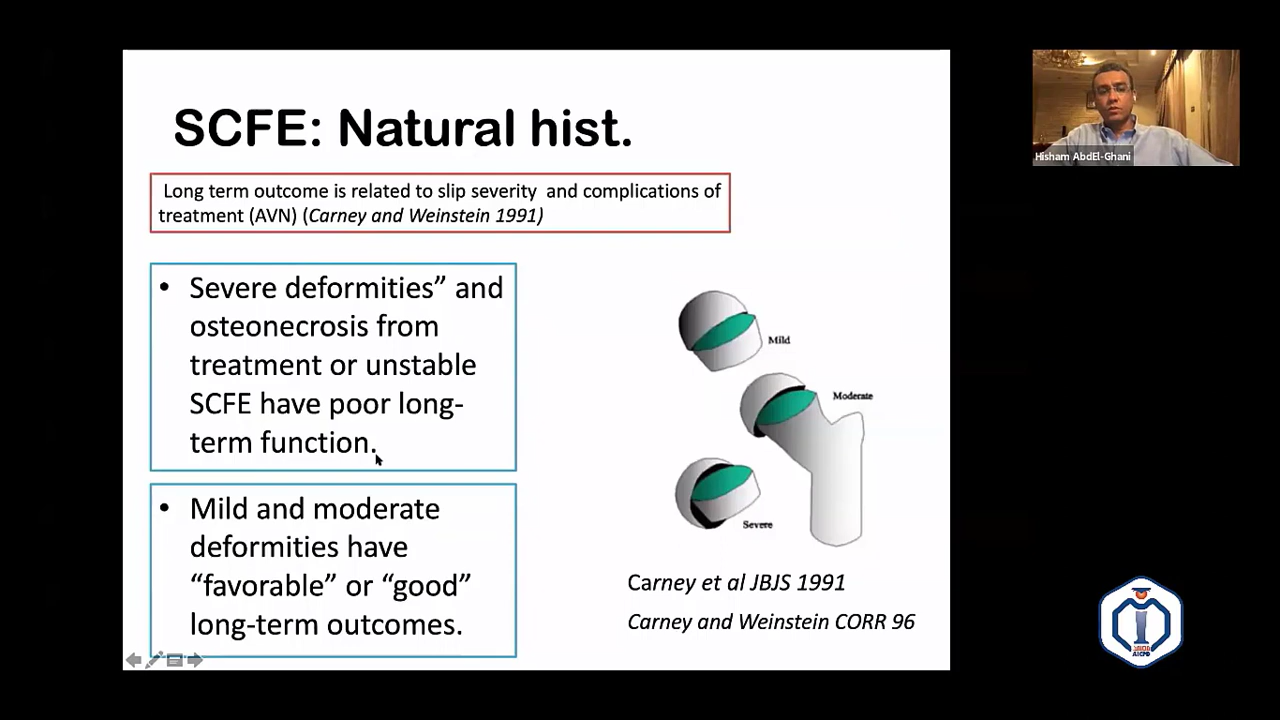 SCFE: Natural hist.
Long term outcome is related to slip severity and complications of
treatment (AVN) (Carney and Weinstein 1991)
• Severe deformities” and
osteonecrosis from
treatment or unstable
SCFE have poor long-
term function.
• Mild and moderate
deformities have
“favorable” or “good”
long-term outcomes.
Mild
Moderate
Severe
Carney et al JBJS 1991
Carney and Weinstein CORR 96
Hisham AbdEl-Ghani